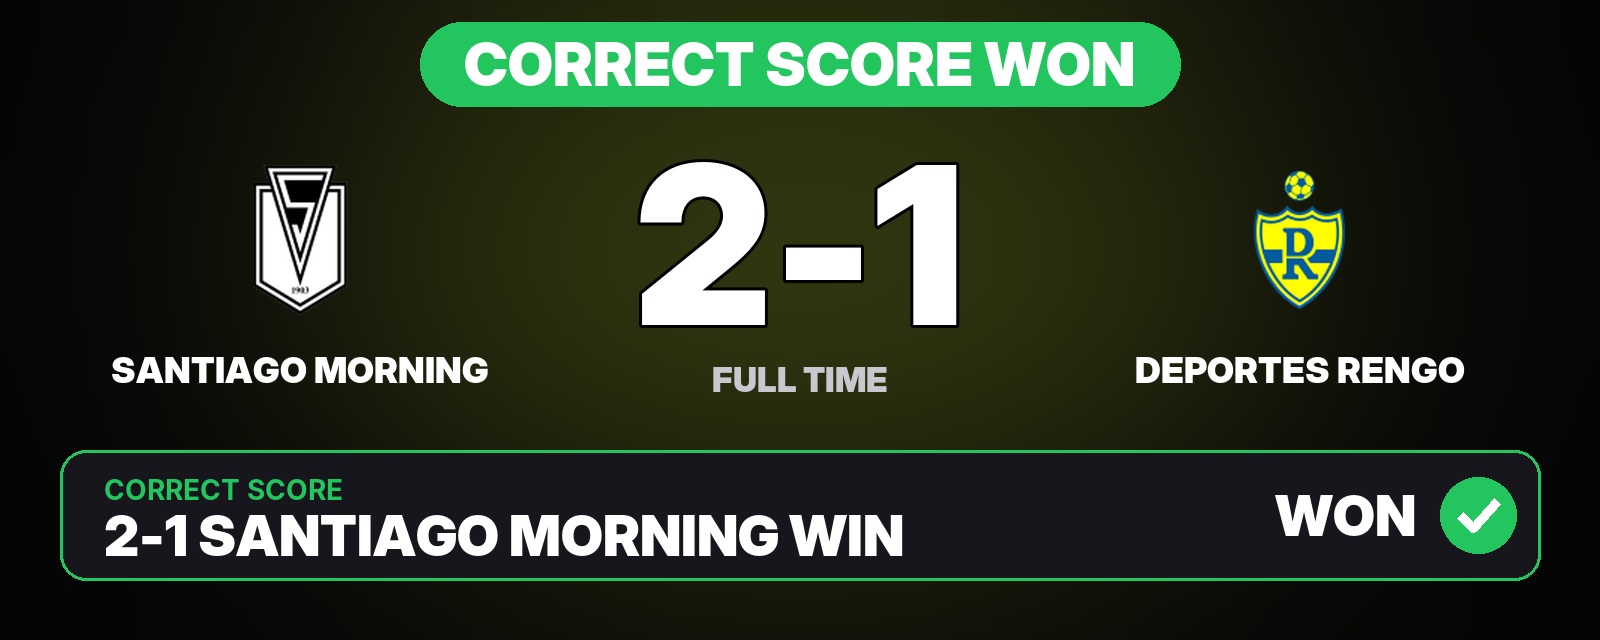 CORRECT SCORE WON
2-1
1903
SANTIAGO MORNING
FULL TIME
R
DEPORTES RENGO
CORRECT SCORE
2-1 SANTIAGO MORNING WIN
WON